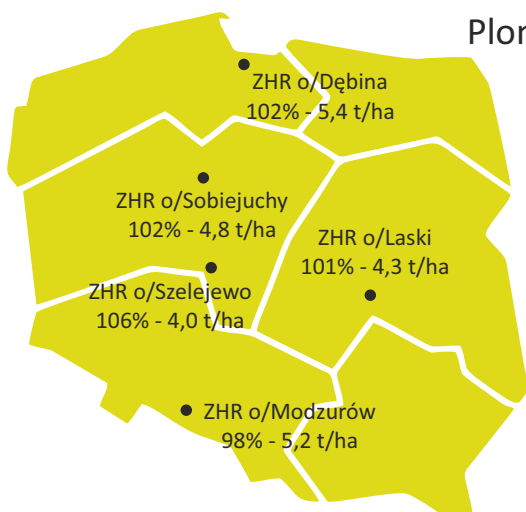 Plon
ZHR o/Dębina
102% - 5,4 t/ha
ZHR o/Sobiejuchy
102% - 4,8 t/ha
ZHR o/Laski
101% - 4,3 t/ha
ZHR o/Szelejewo
106% - 4,0 t/ha
ZHR o/Modzurów
98% - 5,2 t/ha